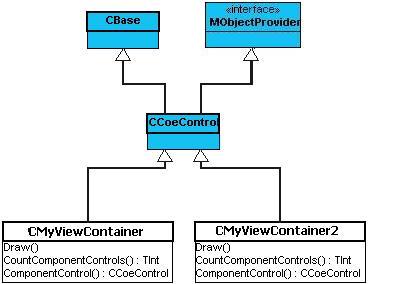 CBase
«interface»
MObjectProvider
CCoeControl
CMyViewContainer
Draw()
CountComponentControls() : TInt
ComponentControl() : CCoeControl
CMyViewContainer2
Draw()
CountComponentControls() : TInt
ComponentControl() : CCoeControl